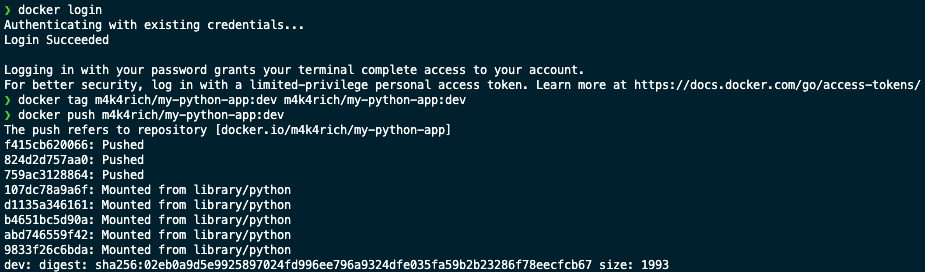 ❯ docker login
Authenticating with existing credentials...
Login Succeeded
Logging in with your password grants your terminal complete access to your account.
For better security, log in with a limited-privilege personal access token. Learn more at https://docs.docker.com/go/access-tokens/
❯ docker tag m4k4rich/my-python-app:dev m4k4rich/my-python-app:dev
❯ docker push m4k4rich/my-python-app:dev
The push refers to repository [docker.io/m4k4rich/my-python-app]
f415cb620066: Pushed
824d2d757aa0: Pushed
759ac3128864: Pushed
107dc78a9a6f: Mounted from library/python
d1135a346161: Mounted from library/python
b4651bc5d90a: Mounted from library/python
abd746559f42: Mounted from library/python
9833f26c6bda: Mounted from library/python
dev: digest: sha256:02eb0a9d5e9925897024fd996ee796a9324dfe035fa59b2b23286f78eecfcb67 size: 1993